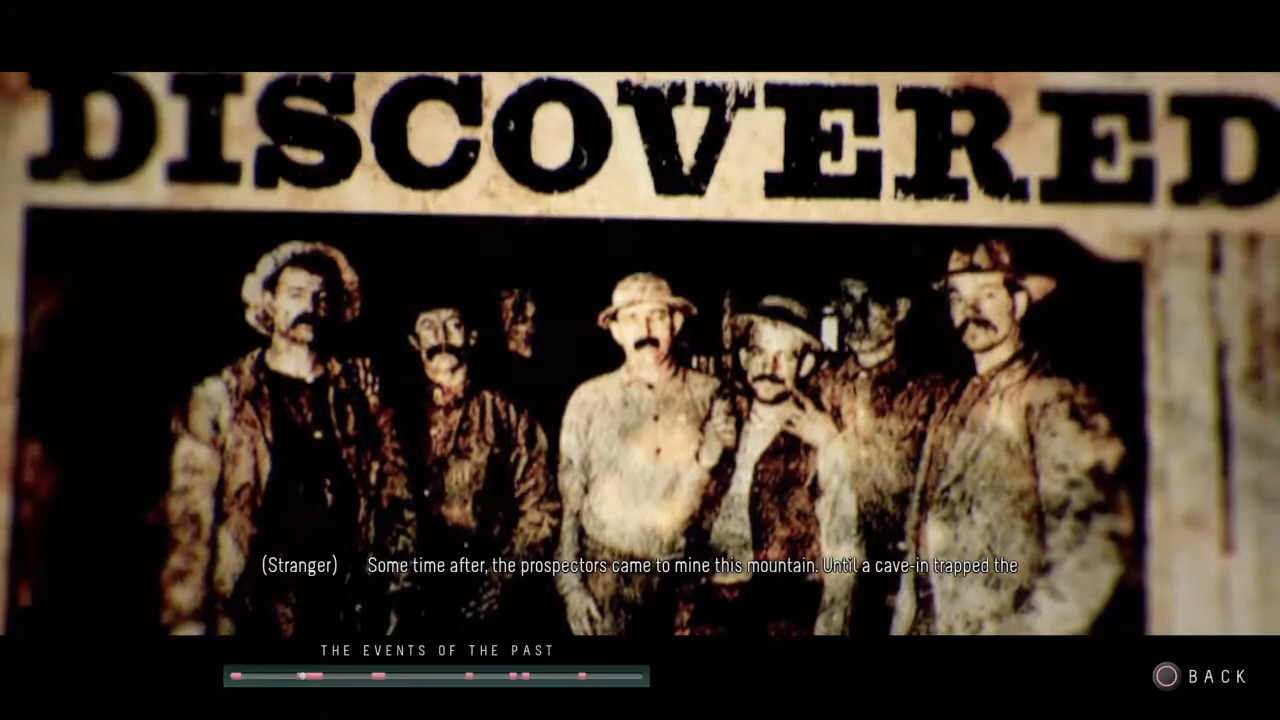 DISCOVERED
(Stranger) Some time after, the prospectors came to mine this mountain. Until a cave-in trapped the
THE EVENTS OF THE PAST
BACK